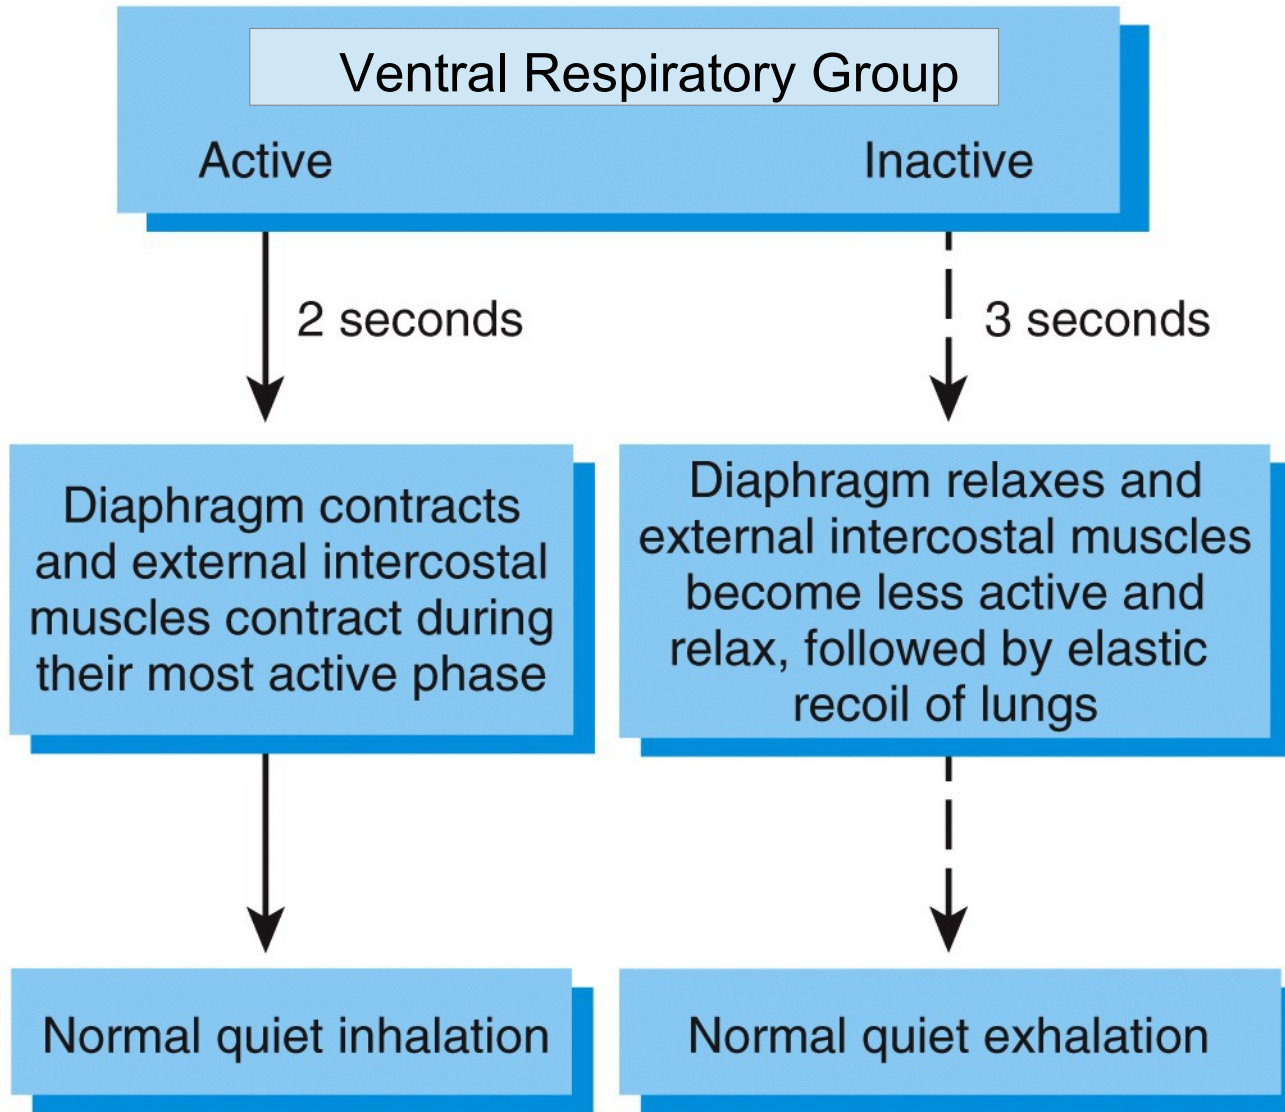 Ventral Respiratory Group
Active
Inactive
2 seconds
3 seconds
Diaphragm contracts
and external intercostal
muscles contract during
their most active phase
Diaphragm relaxes and
external intercostal muscles
become less active and
relax, followed by elastic
recoil of lungs
Normal quiet inhalation
Normal quiet exhalation